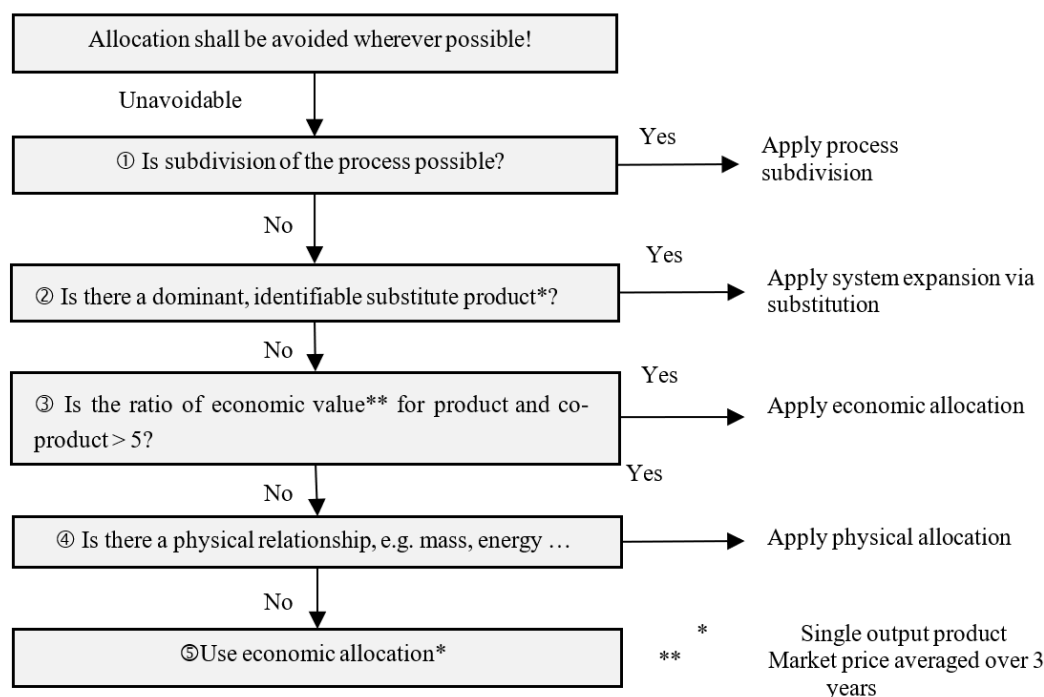 Allocation shall be avoided wherever possible!
Unavoidable
① Is subdivision of the process possible?
Yes
Apply process
subdivision
No
② Is there a dominant, identifiable substitute product*?
Yes
Apply system expansion via
substitution
No
③ Is the ratio of economic value** for product and co-
product > 5?
Yes
Apply economic allocation
No
④ Is there a physical relationship, e.g. mass, energy …
Yes
Apply physical allocation
No
⑤Use economic allocation*
* Single output product
** Market price averaged over 3
years